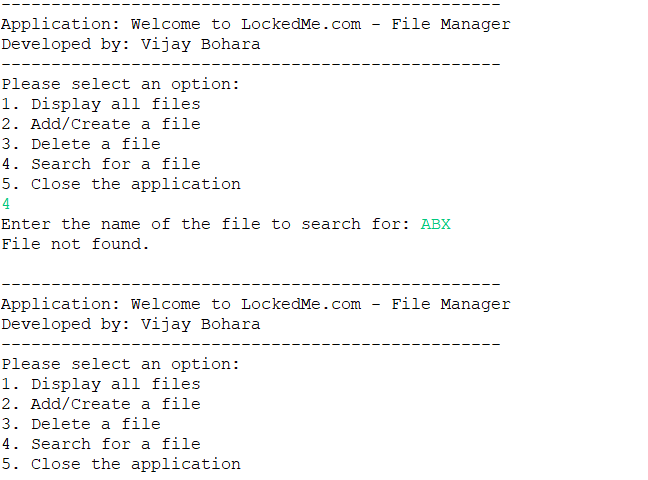 --------------------------------------------------
Application: Welcome to LockedMe.com - File Manager
Developed by: Vijay Bohara
--------------------------------------------------
Please select an option:
1. Display all files
2. Add/Create a file
3. Delete a file
4. Search for a file
5. Close the application
4
Enter the name of the file to search for: ABX
File not found.

--------------------------------------------------
Application: Welcome to LockedMe.com - File Manager
Developed by: Vijay Bohara
--------------------------------------------------
Please select an option:
1. Display all files
2. Add/Create a file
3. Delete a file
4. Search for a file
5. Close the application